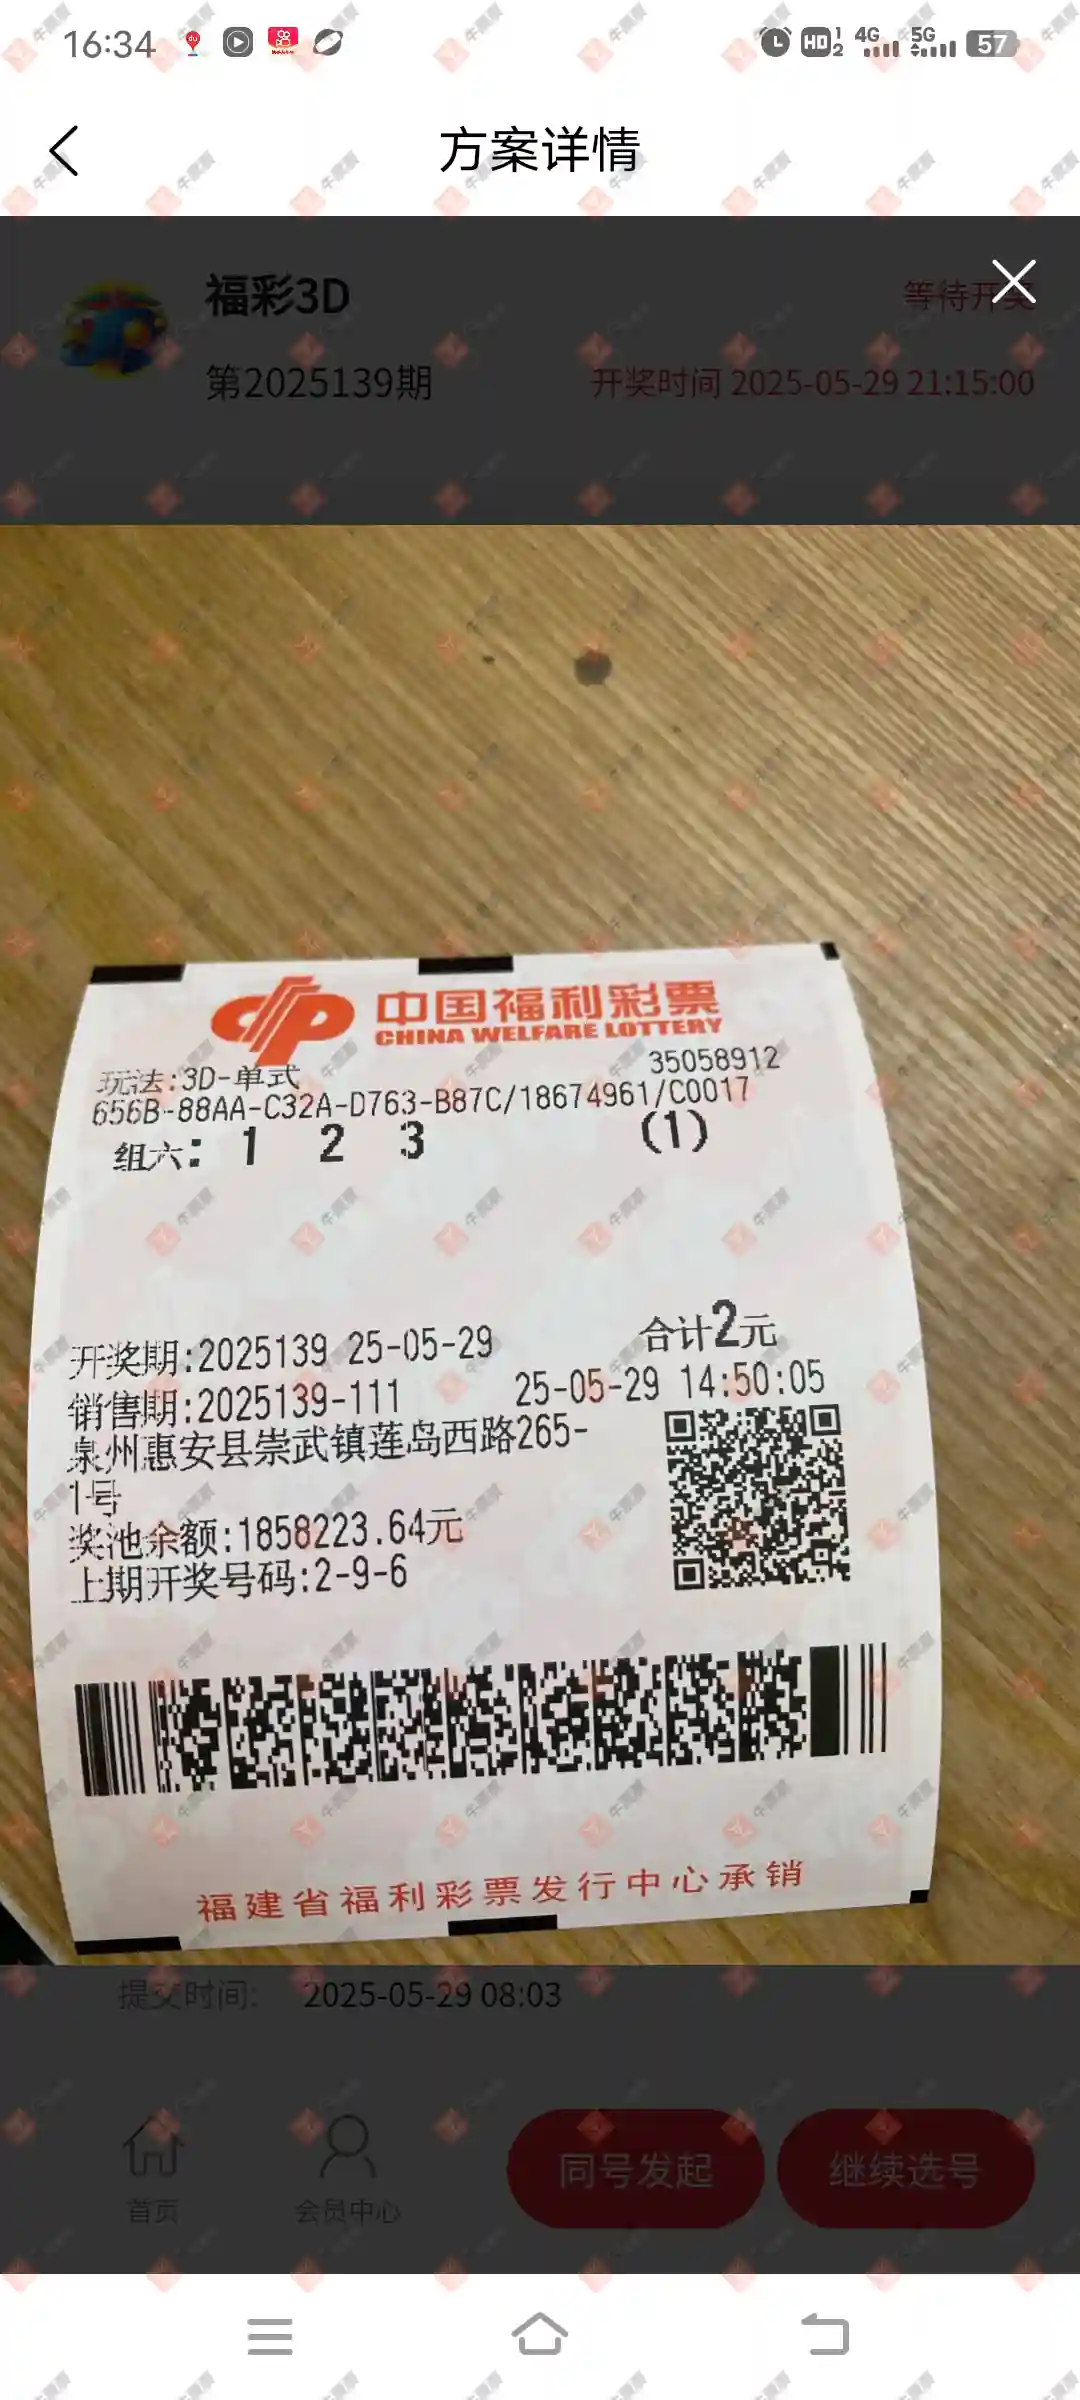 16:34
HD 1 2 4G 5G 57
方案详情
福彩3D
等待开奖
第2025139期
开奖时间 2025-05-29 21:15:00
中国福利彩票
CHINA WELFARE LOTTERY
35058912
玩法:3D-单式
656B-88AA-C32A-D763-B87C/18674961/C0017
组六: 1 2 3 (1)
开奖期:2025139 25-05-29 合计2元
销售期:2025139-111 25-05-29 14:50:05
泉州惠安县崇武镇莲岛西路265-
1号
奖池余额:1858223.64元
上期开奖号码:2-9-6
福建省福利彩票发行中心承销
提交时间: 2025-05-29 08:03
首页
会员中心
同号发起
继续选号